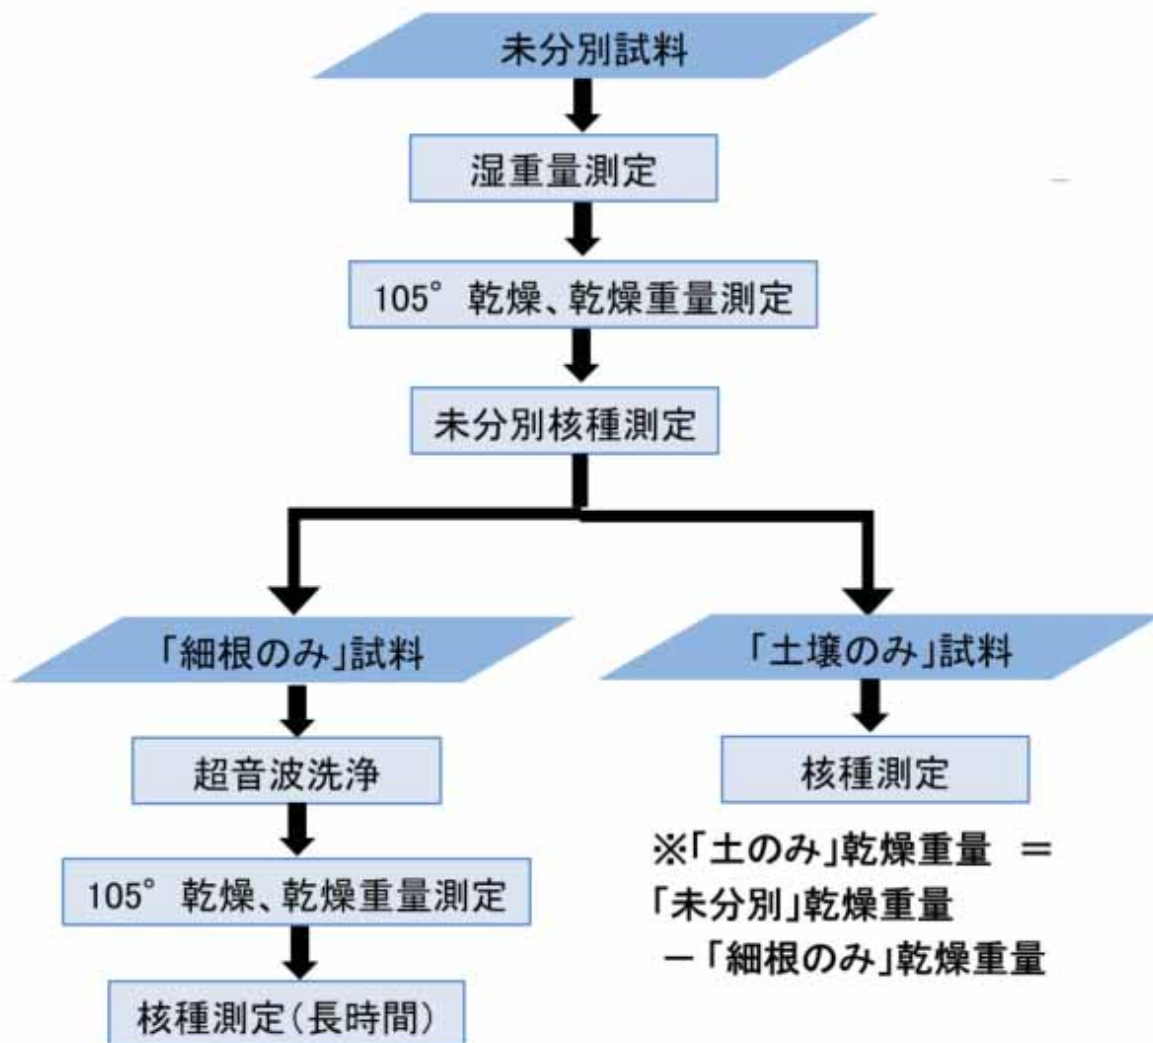 未分別試料
湿重量測定
105° 乾燥、乾燥重量測定
未分別核種測定
「細根のみ」試料
超音波洗浄
105° 乾燥、乾燥重量測定
核種測定(長時間)
「土壌のみ」試料
核種測定
※「土のみ」乾燥重量 =
「未分別」乾燥重量
－「細根のみ」乾燥重量